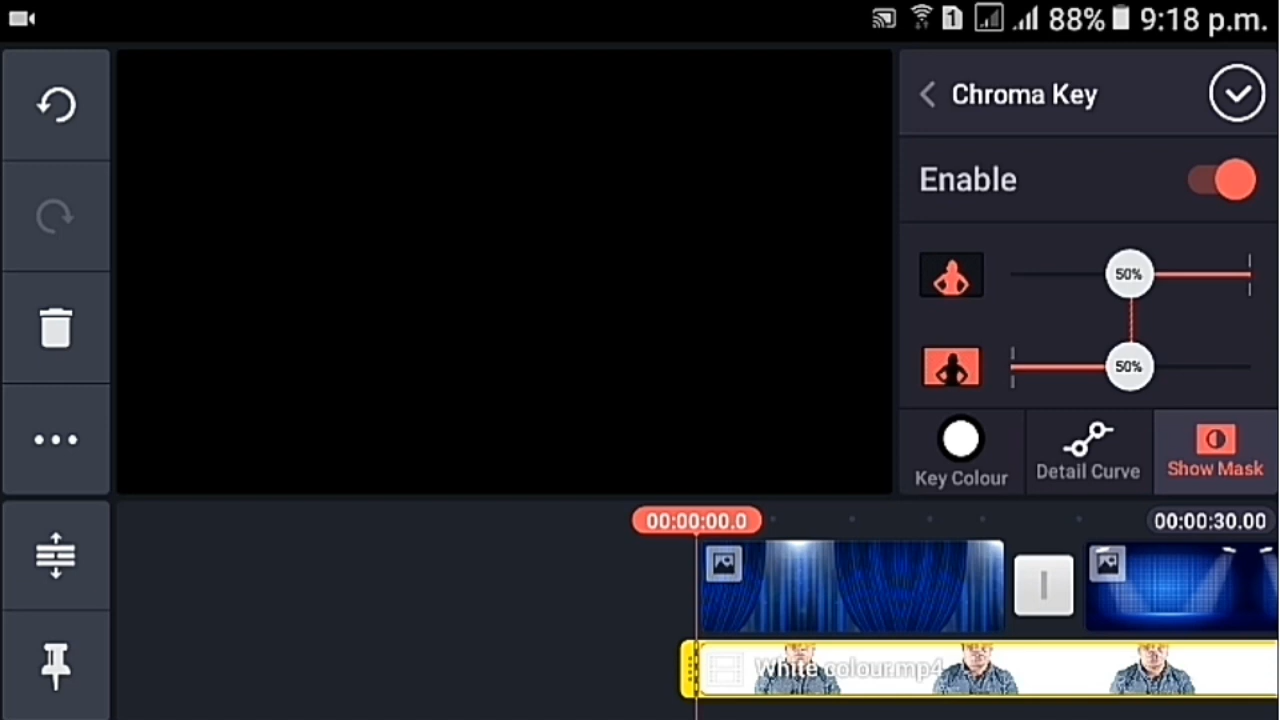 1 88% 9:18 p.m.
Chroma Key
Enable
50%
50%
Key Colour
Detail Curve
Show Mask
00:00:00.0
00:00:30.00
White colour.mp4